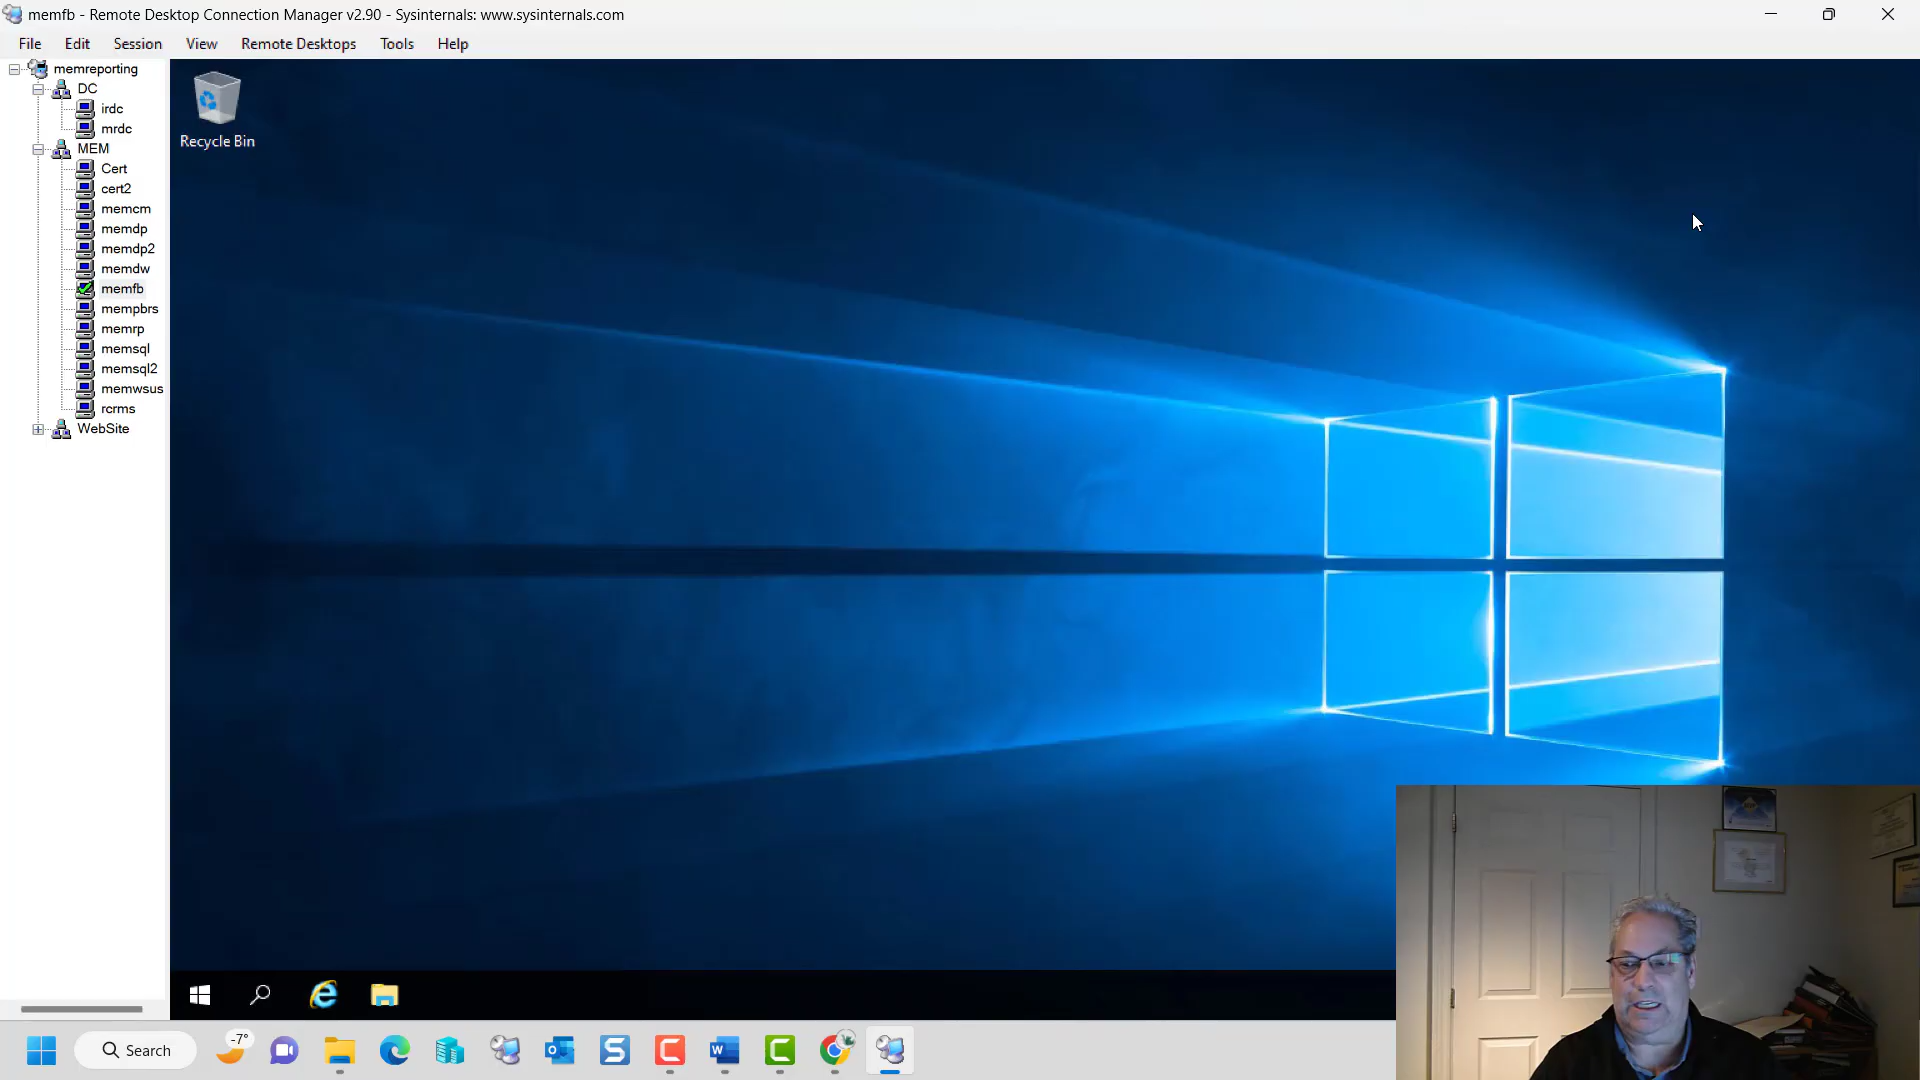 memfb - Remote Desktop Connection Manager v2.90 - Sysinternals: www.sysinternals.com
File Edit Session View Remote Desktops Tools Help
memreporting
DC
irdc
mrdc
MEM
Cert
cert2
memcm
memdp
memdp2
memdw
memfb
mempbrs
memrp
memsql
memsql2
memwsus
rcrms
WebSite
Recycle Bin
Search
-7°